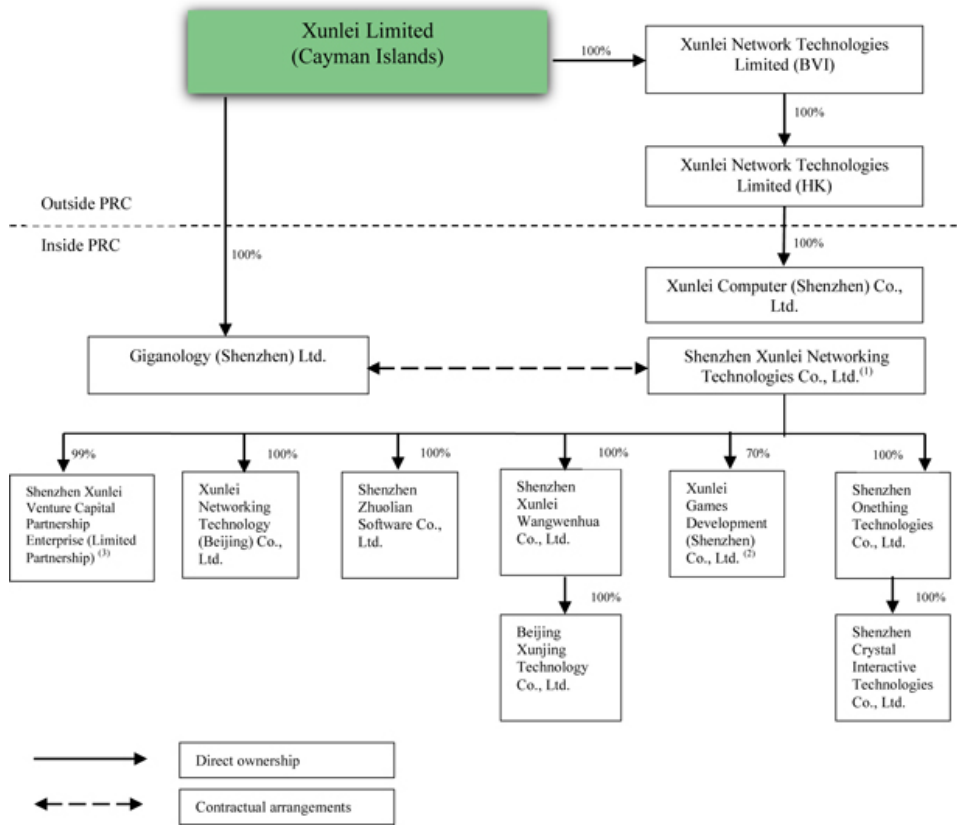 Xunlei Limited
(Cayman Islands)
100%
Xunlei Network Technologies
Limited (BVI)
100%
Xunlei Network Technologies
Limited (HK)
Outside PRC
Inside PRC
100%
100%
Xunlei Computer (Shenzhen) Co.,
Ltd.
Giganology (Shenzhen) Ltd.
Shenzhen Xunlei Networking
Technologies Co., Ltd.(1)
99%
100%
100%
100%
70%
100%
Shenzhen Xunlei
Venture Capital
Partnership
Enterprise (Limited
Partnership) (3)
Xunlei
Networking
Technology
(Beijing) Co.,
Ltd.
Shenzhen
Zhuolian
Software Co.,
Ltd.
Shenzhen
Xunlei
Wangwenhua
Co., Ltd.
Xunlei
Games
Development
(Shenzhen)
Co., Ltd. (2)
Shenzhen
Onething
Technologies
Co., Ltd.
100%
100%
Beijing
Xunjing
Technology
Co., Ltd.
Shenzhen
Crystal
Interactive
Technologies
Co., Ltd.
Direct ownership
Contractual arrangements